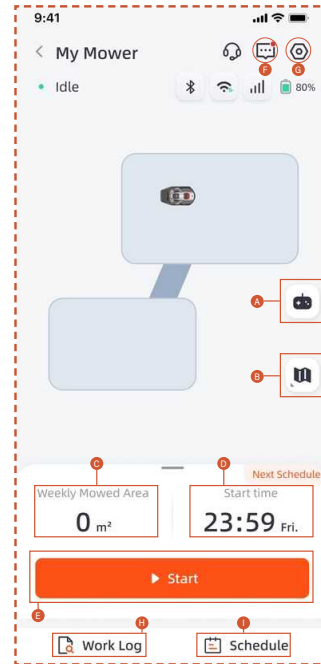 9:41
My Mower
F
G
Idle
80%
A
B
C
D
Next Schedule
Weekly Mowed Area
Start time
0 m²
23:59 Fri.
Start
E
H
I
Work Log
Schedule